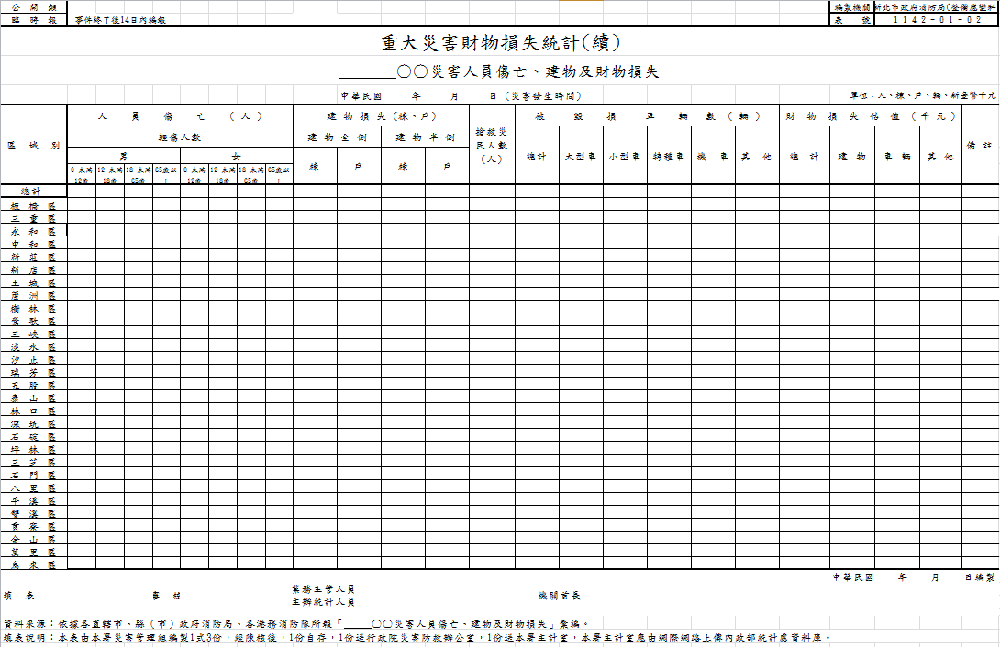 公 開 類
編製機關 新北市政府消防局(整備應變科
臨 時 報 事件終了後14日內編報
表 號 1142-01-02
重大災害財物損失統計(續)
______○○災害人員傷亡、建物及財物損失
中華民國 年 月 日(災害發生時間)
單位:人、棟、戶、輛、新臺幣千元
區 域 別
人 員 傷 亡 (人)
建 物 損 失(棟、戶)
搶救災民人數(人)
被 毀 損 車 輛 數(輛)
財 物 損 失 估 值(千元)
備 註
輕傷人數
建 物 全 倒
建 物 半 倒
男
女
0-未滿12歲
12-未滿18歲
18-未滿65歲
65歲以上
0-未滿12歲
12-未滿18歲
18-未滿65歲
65歲以上
棟
戶
棟
戶
總計
大型車
小型車
特種車
機 車
其 他
總 計
建 物
車 輛
其 他
總計
板 橋 區
三 重 區
永 和 區
中 和 區
新 莊 區
新 店 區
土 城 區
蘆 洲 區
樹 林 區
鶯 歌 區
三 峽 區
淡 水 區
汐 止 區
瑞 芳 區
五 股 區
泰 山 區
林 口 區
深 坑 區
石 碇 區
坪 林 區
三 芝 區
石 門 區
八 里 區
平 溪 區
雙 溪 區
貢 寮 區
金 山 區
萬 里 區
烏 來 區
中華民國 年 月 日編製
填 表
審 核
業務主管人員
主辦統計人員
機關首長
資料來源:依據各直轄市、縣(市)政府消防局、各港務消防隊所報「_____○○災害人員傷亡、建物及財物損失」彙編。
填表說明:本表由本署災害管理組編製1式3份,經陳核後,1份自存,1份送行政院災害防救辦公室,1份送本署主計室,本署主計室應由網際網路上傳內政部統計處資料庫。